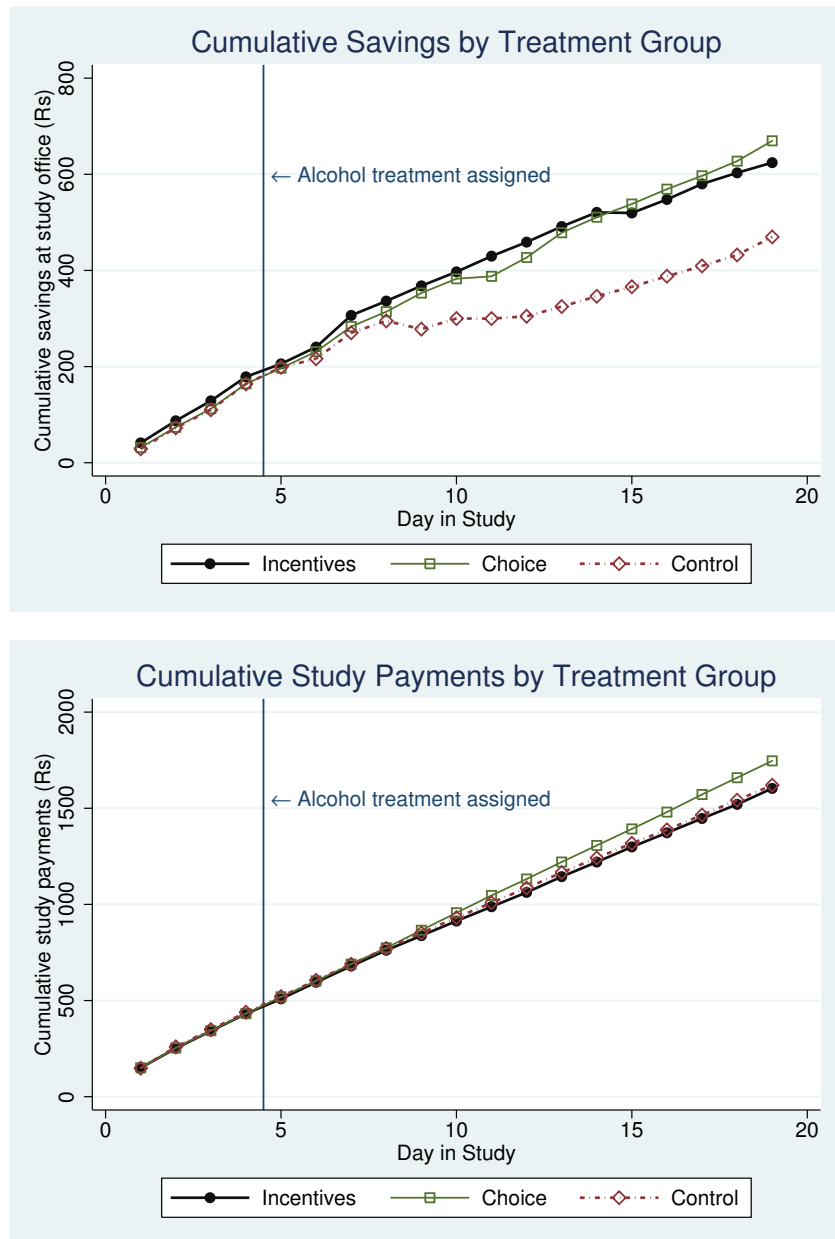 Cumulative Savings by Treatment Group
Cumulative savings at study office (Rs)
800
600
400
200
0
← Alcohol treatment assigned
0 5 10 15 20
Day in Study
Incentives Choice Control
Cumulative Study Payments by Treatment Group
Cumulative study payments (Rs)
2000
1500
1000
500
0
← Alcohol treatment assigned
0 5 10 15 20
Day in Study
Incentives Choice Control